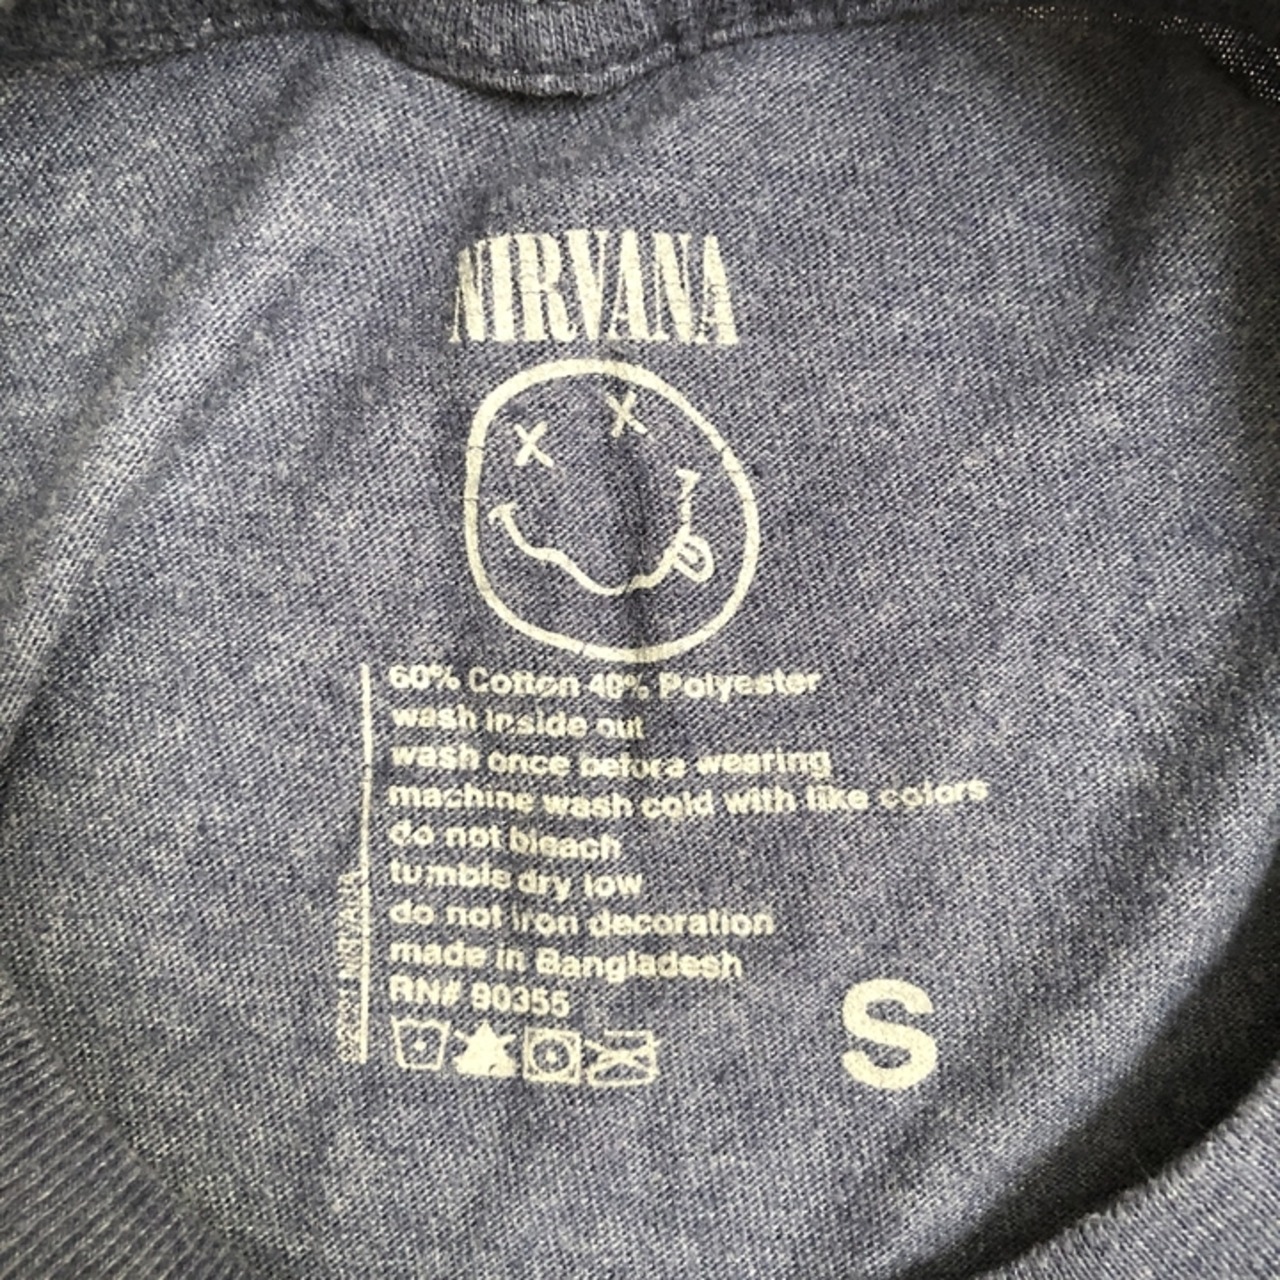 NIRVANA
60% Cotton 40% Polyester
wash inside out
wash once before wearing
machine wash cold with like colors
do not bleach
tumble dry low
do not iron decoration
made in Bangladesh
RN# 90355
S
NIRVANA